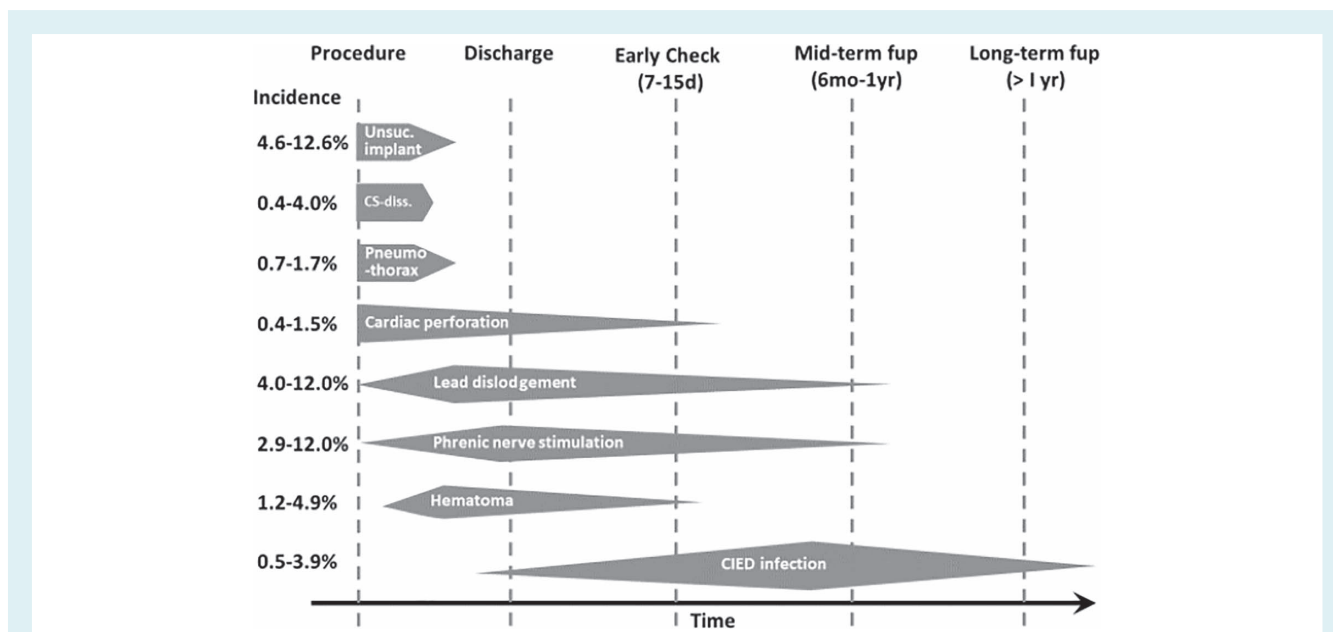 Procedure Discharge Early Check Mid-term fup Long-term fup
(7-15d) (6mo-1yr) (> I yr)
Incidence
4.6-12.6% Unsuc.
implant
0.4-4.0% CS-diss.
0.7-1.7% Pneumo
-thorax
0.4-1.5% Cardiac perforation
4.0-12.0% Lead dislodgement
2.9-12.0% Phrenic nerve stimulation
1.2-4.9% Hematoma
0.5-3.9% CIED infection
Time